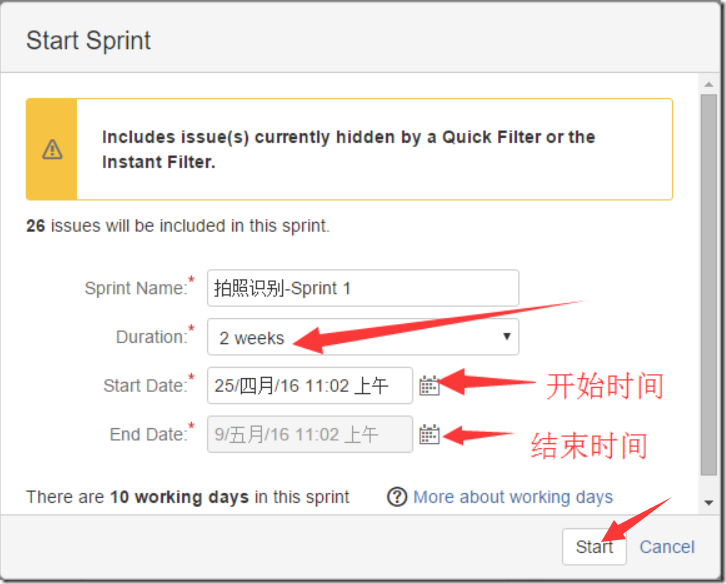 Start Sprint
Includes issue(s) currently hidden by a Quick Filter or the
Instant Filter.
26 issues will be included in this sprint.
Sprint Name:* 拍照识别-Sprint 1
Duration:* 2 weeks
Start Date:* 25/四月/16 11:02 上午 开始时间
End Date:* 9/五月/16 11:02 上午 结束时间
There are 10 working days in this sprint More about working days
Start Cancel